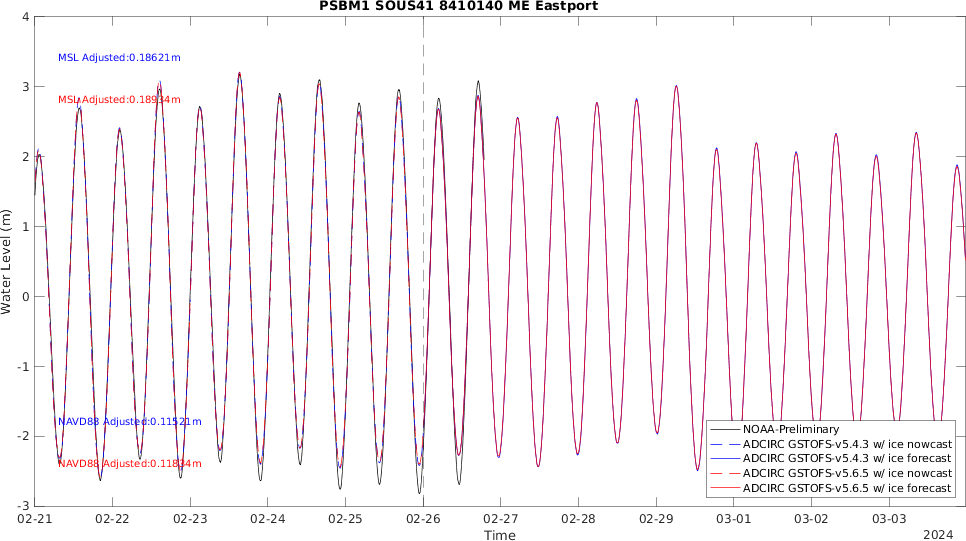 PSBM1 SOUS41 8410140 ME Eastport
4
3
2
1
0
-1
-2
-3
Water Level (m)
MSL Adjusted:0.18621m
MSL Adjusted:0.18934m
NAVD88 Adjusted:0.11521m
NAVD88 Adjusted:0.11834m
NOAA-Preliminary
ADCIRC GSTOFS-v5.4.3 w/ ice nowcast
ADCIRC GSTOFS-v5.4.3 w/ ice forecast
ADCIRC GSTOFS-v5.6.5 w/ ice nowcast
ADCIRC GSTOFS-v5.6.5 w/ ice forecast
02-21 02-22 02-23 02-24 02-25 02-26 02-27 02-28 02-29 03-01 03-02 03-03
Time
2024